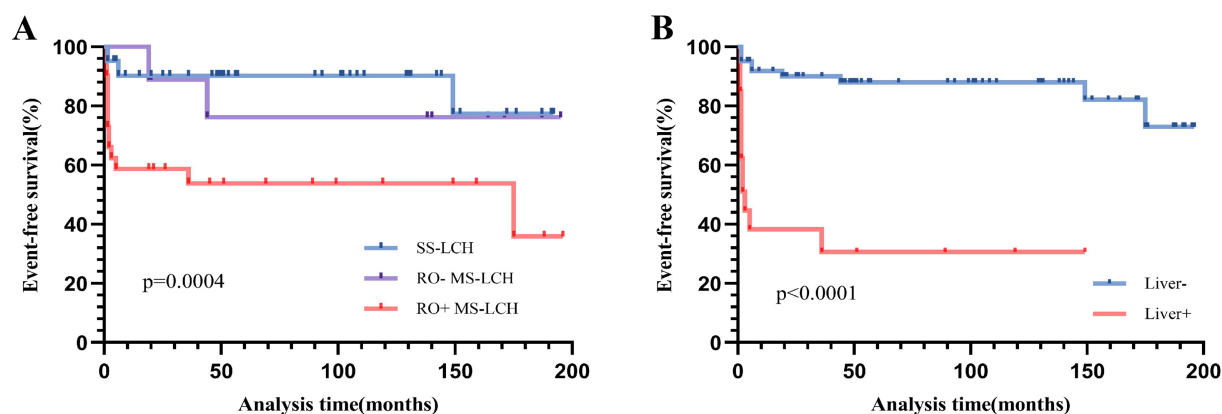 A
Event-free survival(%)
100
80
60
40
20
0
0 50 100 150 200
Analysis time(months)
SS-LCH
RO- MS-LCH
RO+ MS-LCH
p=0.0004
B
Event-free survival(%)
100
80
60
40
20
0
0 50 100 150 200
Analysis time(months)
Liver-
Liver+
p<0.0001